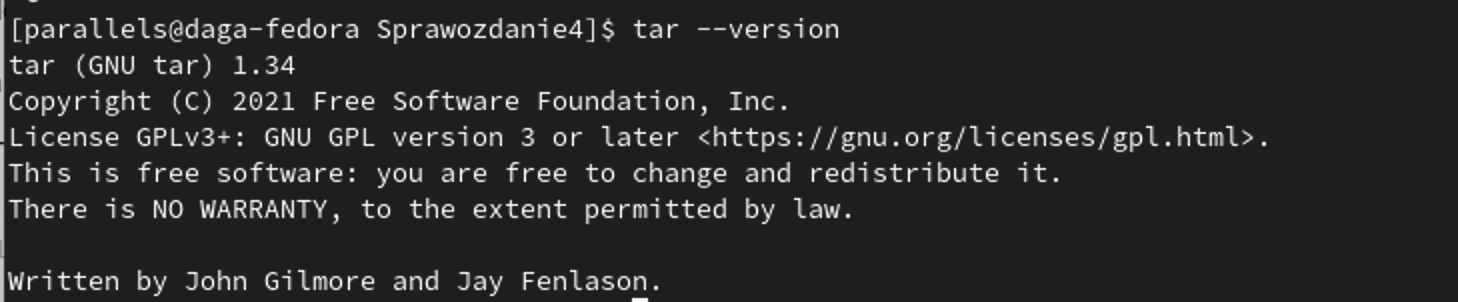 [parallels@daga-fedora Sprawozdanie4]$ tar --version
tar (GNU tar) 1.34
Copyright (C) 2021 Free Software Foundation, Inc.
License GPLv3+: GNU GPL version 3 or later <https://gnu.org/licenses/gpl.html>.
This is free software: you are free to change and redistribute it.
There is NO WARRANTY, to the extent permitted by law.

Written by John Gilmore and Jay Fenlason.